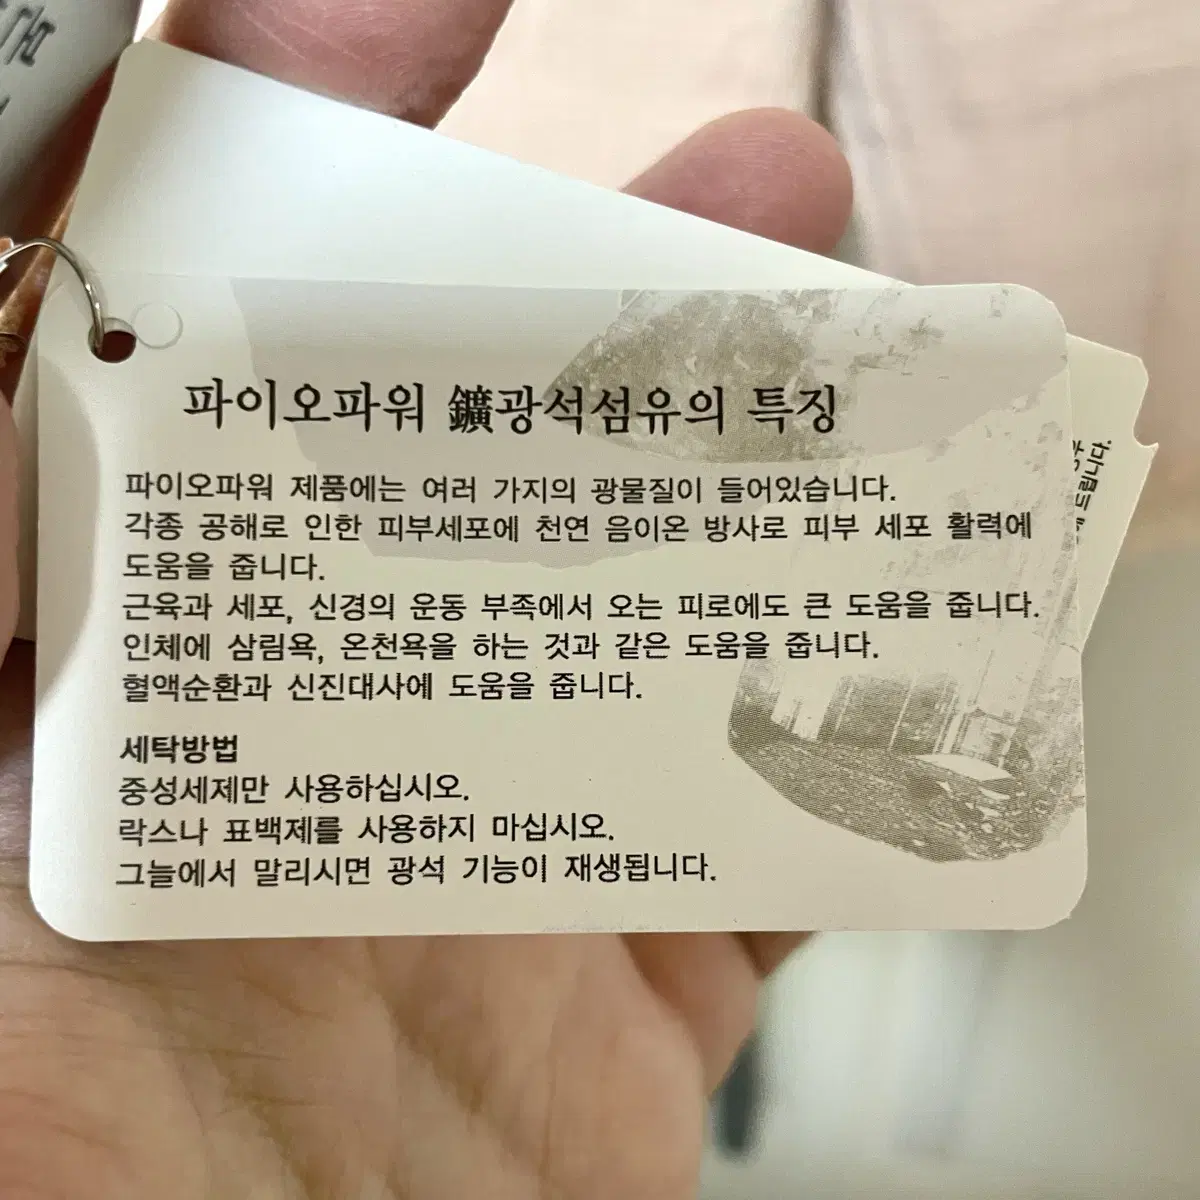 파이오파워 鑛광석섬유의 특징
파이오파워 제품에는 여러 가지의 광물질이 들어있습니다.
각종 공해로 인한 피부세포에 천연 음이온 방사로 피부 세포 활력에
도움을 줍니다.
근육과 세포, 신경의 운동 부족에서 오는 피로에도 큰 도움을 줍니다.
인체에 삼림욕, 온천욕을 하는 것과 같은 도움을 줍니다.
혈액순환과 신진대사에 도움을 줍니다.
세탁방법
중성세제만 사용하십시오.
락스나 표백제를 사용하지 마십시오.
그늘에서 말리시면 광석 기능이 재생됩니다.
드립니다.